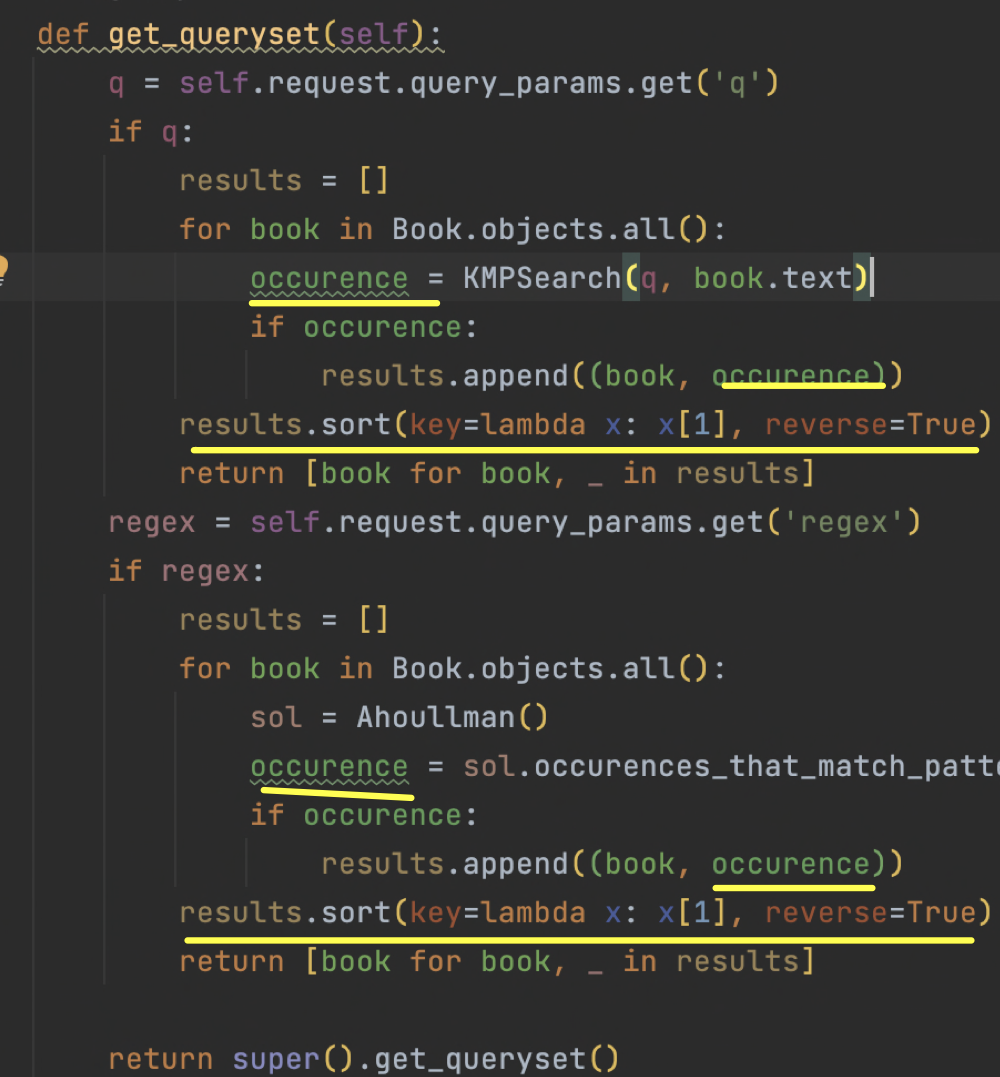 def get_queryset(self):
    q = self.request.query_params.get('q')
    if q:
        results = []
        for book in Book.objects.all():
            occurence = KMPSearch(q, book.text)
            if occurence:
                results.append((book, occurence))
        results.sort(key=lambda x: x[1], reverse=True)
        return [book for book, _ in results]
    regex = self.request.query_params.get('regex')
    if regex:
        results = []
        for book in Book.objects.all():
            sol = Ahoullman()
            occurence = sol.occurences_that_match_patte
            if occurence:
                results.append((book, occurence))
        results.sort(key=lambda x: x[1], reverse=True)
        return [book for book, _ in results]
    return super().get_queryset()